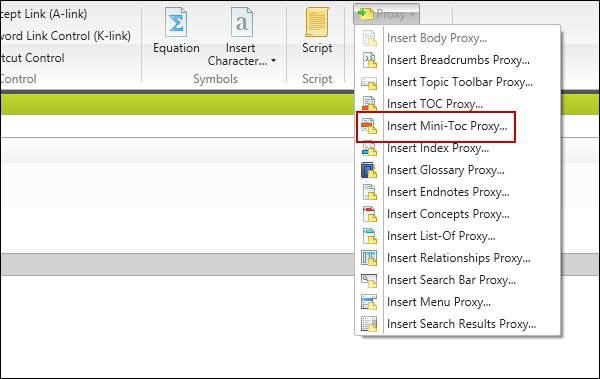 cept Link (A-link)
word Link Control (K-link)
rtcut Control
Control
Equation
Insert
Character...
Symbols
Script
Script
Proxy
Insert Body Proxy...
Insert Breadcrumbs Proxy...
Insert Topic Toolbar Proxy...
Insert TOC Proxy...
Insert Mini-Toc Proxy...
Insert Index Proxy...
Insert Glossary Proxy...
Insert Endnotes Proxy...
Insert Concepts Proxy...
Insert List-Of Proxy...
Insert Relationships Proxy...
Insert Search Bar Proxy...
Insert Menu Proxy...
Insert Search Results Proxy...